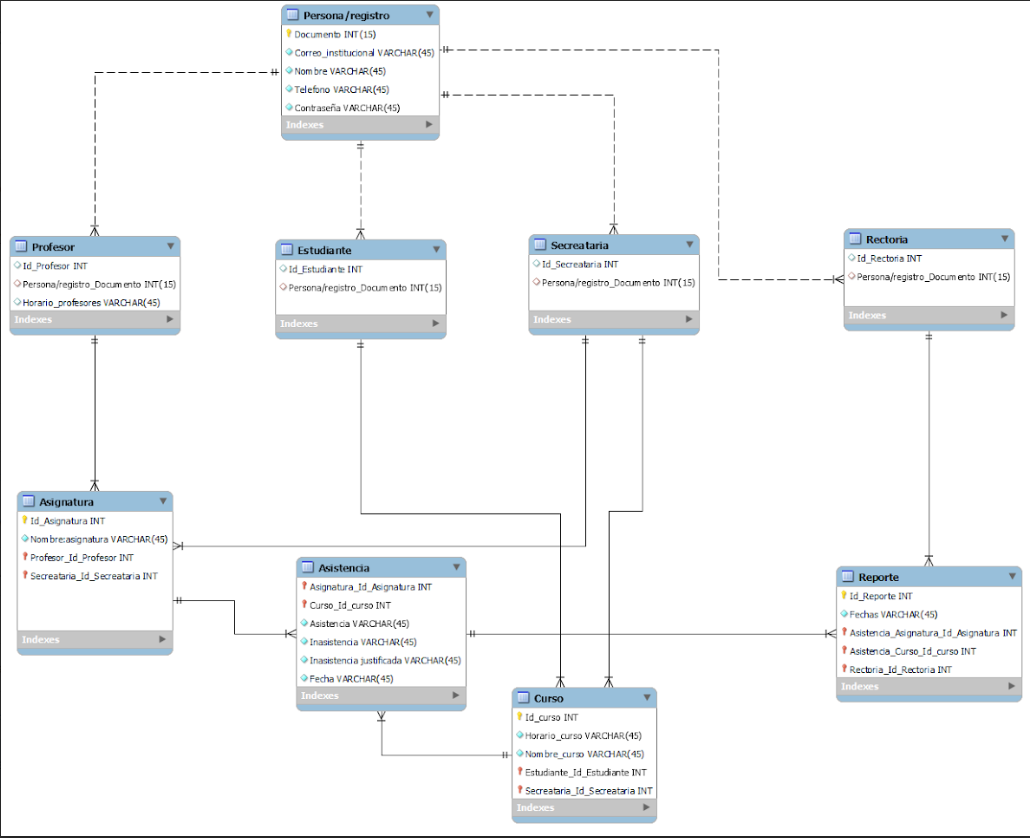 Persona/registro
Documento INT(15)
Correo_institucional VARCHAR(45)
Nombre VARCHAR(45)
Telefono VARCHAR(45)
Contraseña VARCHAR(45)
Indexes
Profesor
Id_Profesor INT
Persona/registro_Documento INT(15)
Horario_profesores VARCHAR(45)
Indexes
Estudiante
Id_Estudiante INT
Persona/registro_Documento INT(15)
Indexes
Secreataria
Id_Secreataria INT
Persona/registro_Documento INT(15)
Indexes
Rectoria
Id_Rectoria INT
Persona/registro_Documento INT(15)
Indexes
Asignatura
Id_Asignatura INT
Nombre:asignatura VARCHAR(45)
Profesor_Id_Profesor INT
Secreataria_Id_Secreataria INT
Indexes
Asistencia
Asignatura_Id_Asignatura INT
Curso_Id_curso INT
Asistencia VARCHAR(45)
Inasistencia VARCHAR(45)
Inasistencia justificada VARCHAR(45)
Fecha VARCHAR(45)
Indexes
Reporte
Id_Reporte INT
Fechas VARCHAR(45)
Asistencia_Asignatura_Id_Asignatura INT
Asistencia_Curso_Id_curso INT
Rectoria_Id_Rectoria INT
Indexes
Curso
Id_curso INT
Horario_curso VARCHAR(45)
Nombre_curso VARCHAR(45)
Estudiante_Id_Estudiante INT
Secreataria_Id_Secreataria INT
Indexes